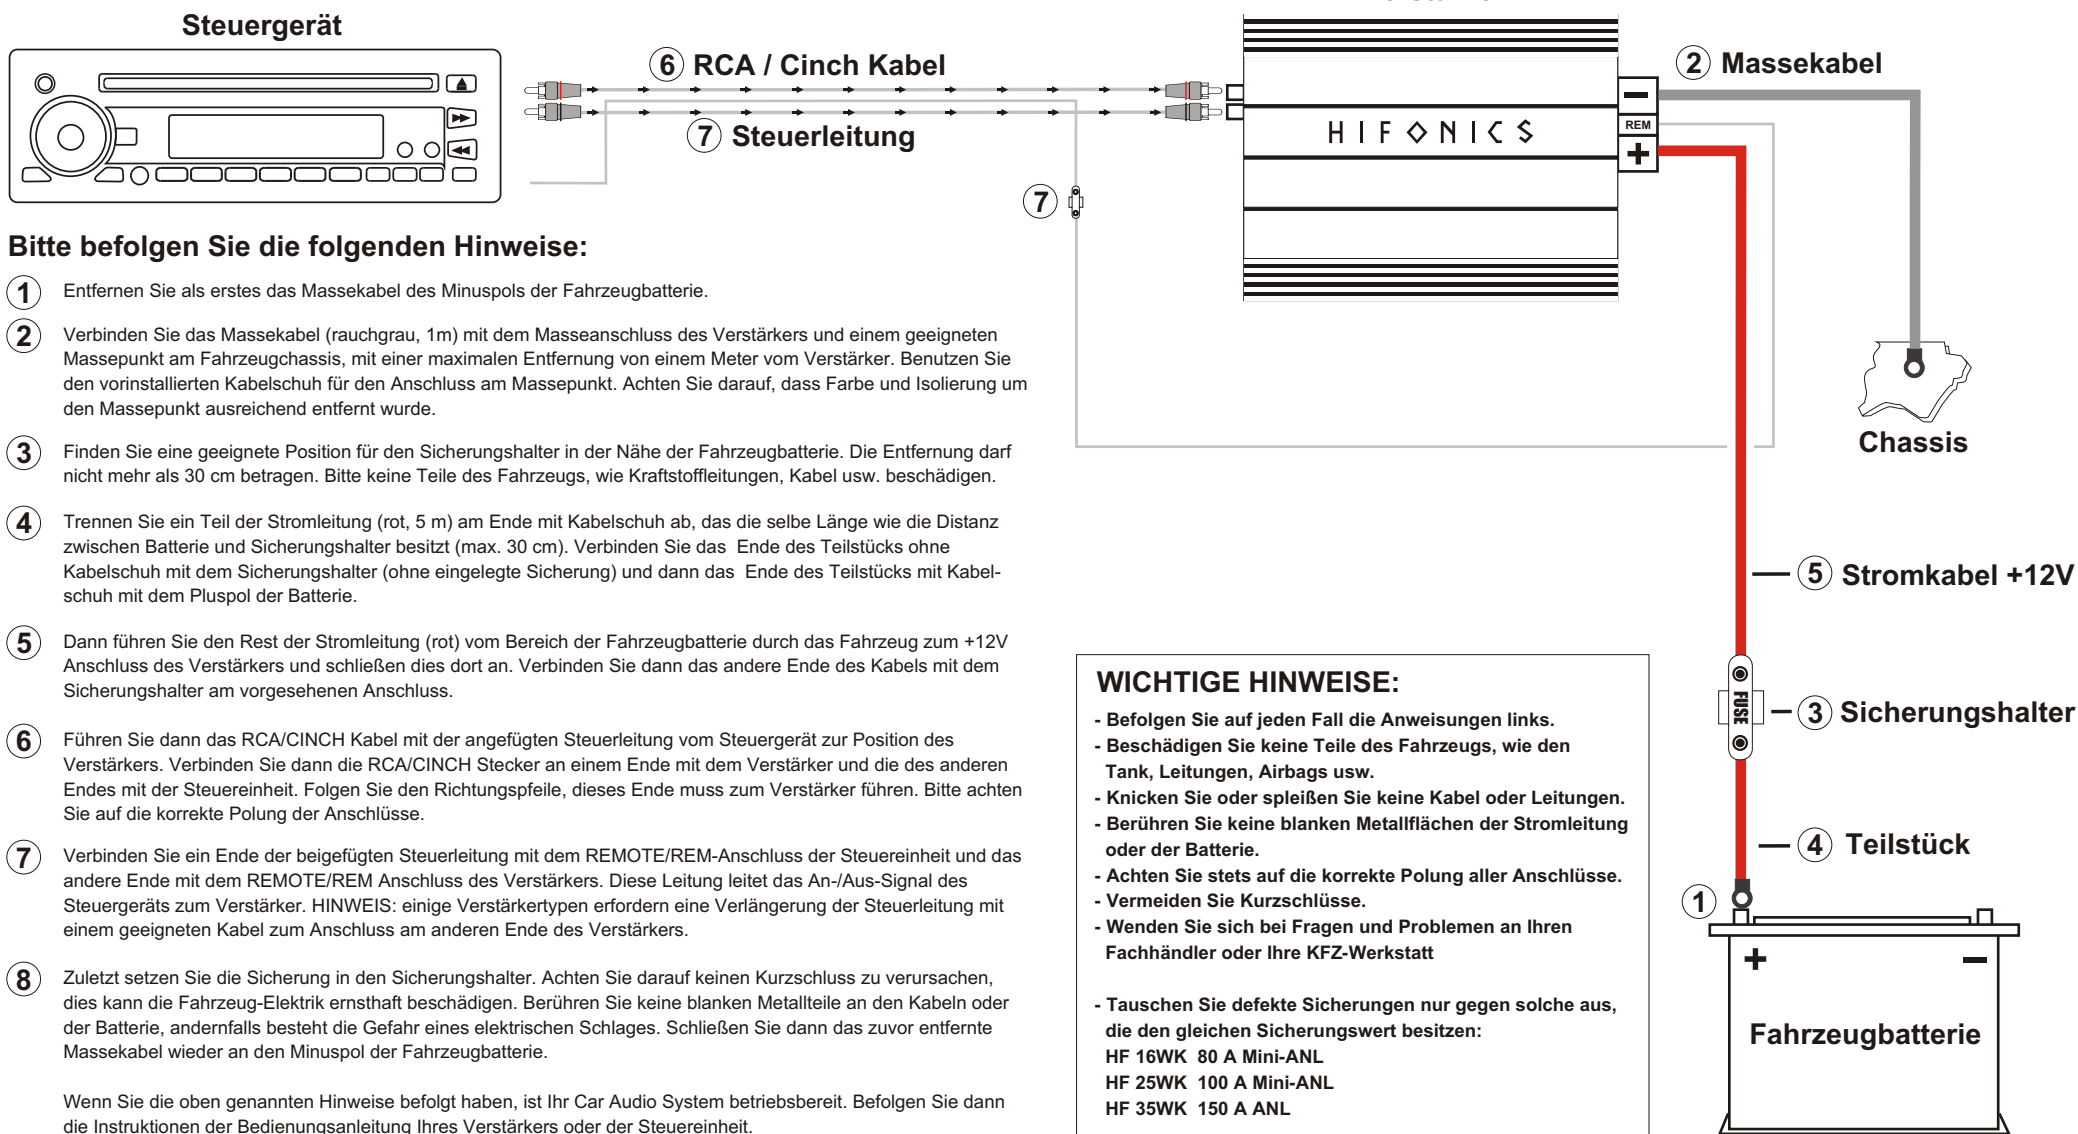 Steuergerät
6 RCA / Cinch Kabel
7 Steuerleitung
7
HIFONICS
REM
2 Massekabel
Chassis
Bitte befolgen Sie die folgenden Hinweise:
1 Entfernen Sie als erstes das Massekabel des Minuspols der Fahrzeugbatterie.
2 Verbinden Sie das Massekabel (rauchgrau, 1m) mit dem Masseanschluss des Verstärkers und einem geeigneten
Massepunkt am Fahrzeugchassis, mit einer maximalen Entfernung von einem Meter vom Verstärker. Benutzen Sie
den vorinstallierten Kabelschuh für den Anschluss am Massepunkt. Achten Sie darauf, dass Farbe und Isolierung um
den Massepunkt ausreichend entfernt wurde.
3 Finden Sie eine geeignete Position für den Sicherungshalter in der Nähe der Fahrzeugbatterie. Die Entfernung darf
nicht mehr als 30 cm betragen. Bitte keine Teile des Fahrzeugs, wie Kraftstoffleitungen, Kabel usw. beschädigen.
4 Trennen Sie ein Teil der Stromleitung (rot, 5 m) am Ende mit Kabelschuh ab, das die selbe Länge wie die Distanz
zwischen Batterie und Sicherungshalter besitzt (max. 30 cm). Verbinden Sie das Ende des Teilstücks ohne
Kabelschuh mit dem Sicherungshalter (ohne eingelegte Sicherung) und dann das Ende des Teilstücks mit Kabel-
schuh mit dem Pluspol der Batterie.
5 Dann führen Sie den Rest der Stromleitung (rot) vom Bereich der Fahrzeugbatterie durch das Fahrzeug zum +12V
Anschluss des Verstärkers und schließen dies dort an. Verbinden Sie dann das andere Ende des Kabels mit dem
Sicherungshalter am vorgesehenen Anschluss.
6 Führen Sie dann das RCA/CINCH Kabel mit der angefügten Steuerleitung vom Steuergerät zur Position des
Verstärkers. Verbinden Sie dann die RCA/CINCH Stecker an einem Ende mit dem Verstärker und die des anderen
Endes mit der Steuereinheit. Folgen Sie den Richtungspfeile, dieses Ende muss zum Verstärker führen. Bitte achten
Sie auf die korrekte Polung der Anschlüsse.
7 Verbinden Sie ein Ende der beigefügten Steuerleitung mit dem REMOTE/REM-Anschluss der Steuereinheit und das
andere Ende mit dem REMOTE/REM Anschluss des Verstärkers. Diese Leitung leitet das An-/Aus-Signal des
Steuergeräts zum Verstärker. HINWEIS: einige Verstärkertypen erfordern eine Verlängerung der Steuerleitung mit
einem geeigneten Kabel zum Anschluss am anderen Ende des Verstärkers.
8 Zuletzt setzen Sie die Sicherung in den Sicherungshalter. Achten Sie darauf keinen Kurzschluss zu verursachen,
dies kann die Fahrzeug-Elektrik ernsthaft beschädigen. Berühren Sie keine blanken Metallteile an den Kabeln oder
der Batterie, andernfalls besteht die Gefahr eines elektrischen Schlages. Schließen Sie dann das zuvor entfernte
Massekabel wieder an den Minuspol der Fahrzeugbatterie.
Wenn Sie die oben genannten Hinweise befolgt haben, ist Ihr Car Audio System betriebsbereit. Befolgen Sie dann
die Instruktionen der Bedienungsanleitung Ihres Verstärkers oder der Steuereinheit.
WICHTIGE HINWEISE:
- Befolgen Sie auf jeden Fall die Anweisungen links.
- Beschädigen Sie keine Teile des Fahrzeugs, wie den
Tank, Leitungen, Airbags usw.
- Knicken Sie oder spleißen Sie keine Kabel oder Leitungen.
- Berühren Sie keine blanken Metallflächen der Stromleitung
oder der Batterie.
- Achten Sie stets auf die korrekte Polung aller Anschlüsse.
- Vermeiden Sie Kurzschlüsse.
- Wenden Sie sich bei Fragen und Problemen an Ihren
Fachhändler oder Ihre KFZ-Werkstatt
- Tauschen Sie defekte Sicherungen nur gegen solche aus,
die den gleichen Sicherungswert besitzen:
HF 16WK 80 A Mini-ANL
HF 25WK 100 A Mini-ANL
HF 35WK 150 A ANL
5 Stromkabel +12V
FUSE
3 Sicherungshalter
4 Teilstück
1
+ −
Fahrzeugbatterie